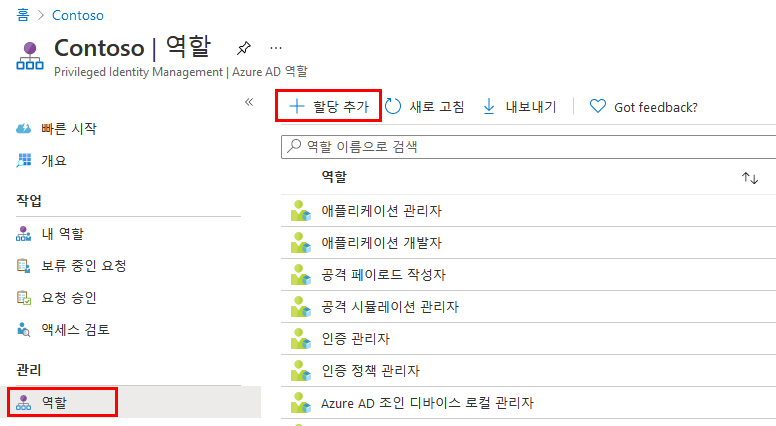 홈 > Contoso
Contoso | 역할 ...
Privileged Identity Management | Azure AD 역할
«
빠른 시작
개요
작업
내 역할
보류 중인 요청
요청 승인
액세스 검토
관리
역할
+ 할당 추가 새로 고침 내보내기 Got feedback?
역할 이름으로 검색
역할 ↑↓
애플리케이션 관리자
애플리케이션 개발자
공격 페이로드 작성자
공격 시뮬레이션 관리자
인증 관리자
인증 정책 관리자
Azure AD 조인 디바이스 로컬 관리자